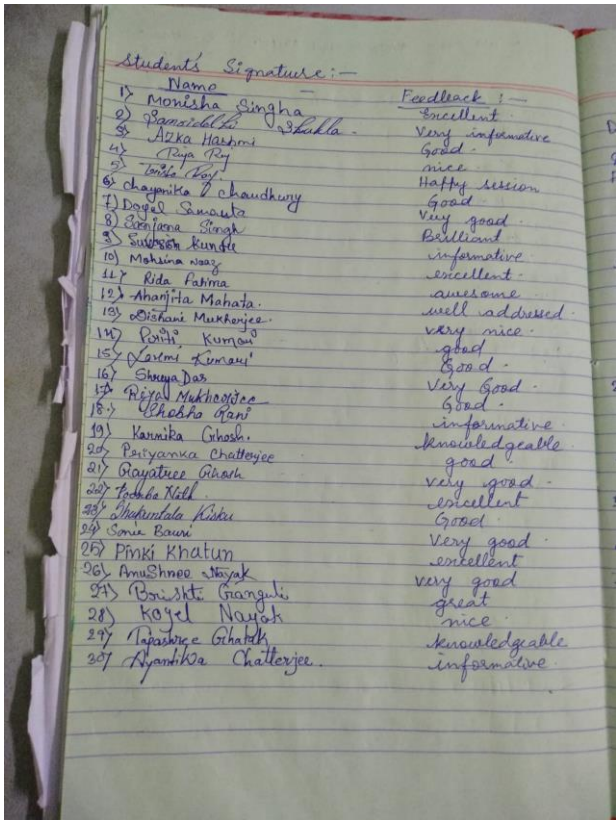 Student's Signature :—
Name Feedback :—
1) Monisha Singha Excellent
2) Shukla. Very informative
3) Azka Hashmi Good.
4) Riya Roy nice
5) Roy. Happy session
6) Chayanika Chaudhury Good.
7) Doyel Samanta Very good.
8) Sanjana Singh Brilliant
9) Kundu informative.
10) Mohsina Naaz excellent.
11) Rida Fatima awesome
12) Mahata. well addressed.
13) Dishani Mukherjee. very nice.
14) Priti Kumari good
15) Kumari Good.
16) Shreya Das Very Good.
17) Riya Mukherjee Good.
18.) Shobha Rani informative.
19) Karnika Ghosh. knowledgeable.
20) Priyanka Chatterjee good
21) Gayatree Ghosh very good.
22) Nath. excellent
23) Shakuntala Kisku Good.
24) Sonia Bauri Very good.
25) Pinki Khatun excellent
26) AnuShree Nayak very good
27) Brishti Ganguli great
28) Koyel Nayak nice.
29) Tapashree Ghatak knowledgeable
30) Ayantika Chatterjee. informative.